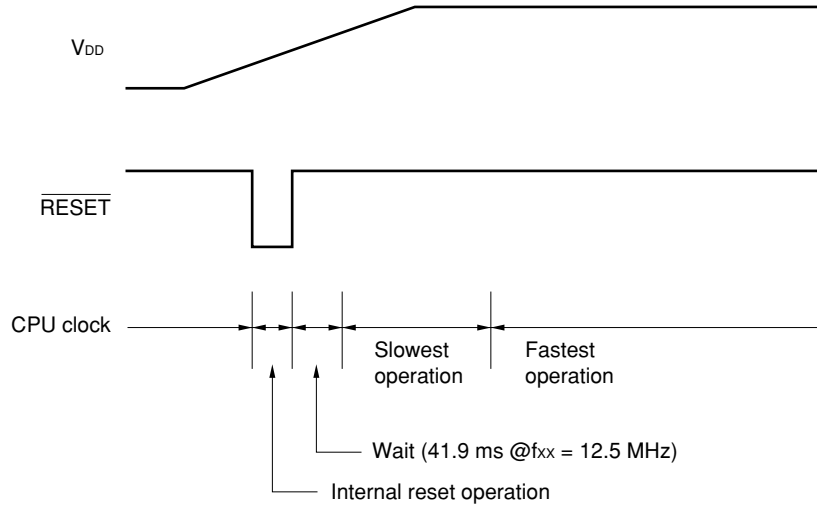 VDD
RESET
CPU clock
Slowest
operation
Fastest
operation
Wait (41.9 ms @fxx = 12.5 MHz)
Internal reset operation